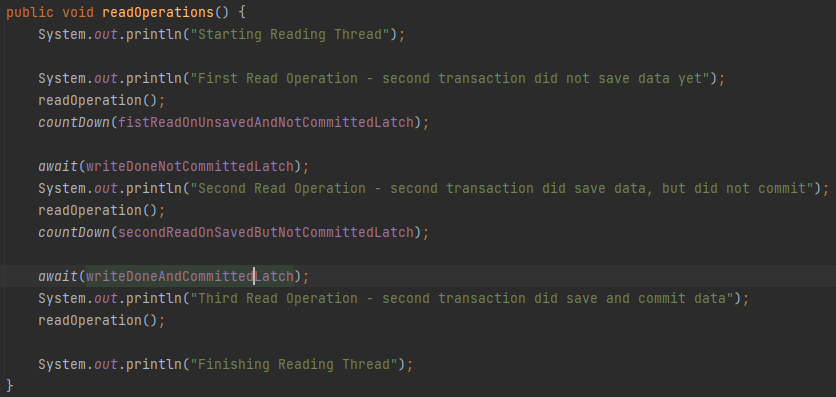 public void readOperations() {
System.out.println("Starting Reading Thread");
System.out.println("First Read Operation - second transaction did not save data yet");
readOperation();
countDown(fistReadOnUnsavedAndNotCommittedLatch);
await(writeDoneNotCommittedLatch);
System.out.println("Second Read Operation - second transaction did save data, but did not commit");
readOperation();
countDown(secondReadOnSavedButNotCommittedLatch);
await(writeDoneAndCommittedLatch);
System.out.println("Third Read Operation - second transaction did save and commit data");
readOperation();
System.out.println("Finishing Reading Thread");
}